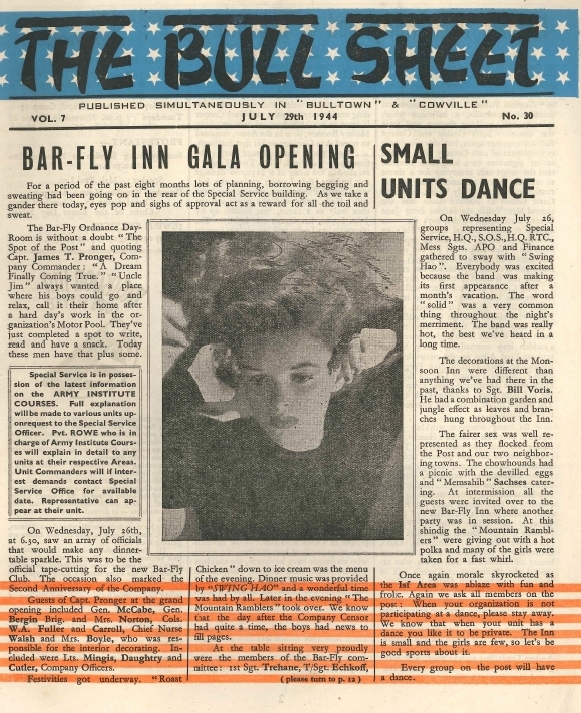 THE BULL SHEET
PUBLISHED SIMULTANEOUSLY IN "BULLTOWN" & "COWVILLE"
VOL. 7 JULY 29th 1944 No. 30
BAR-FLY INN GALA OPENING
For a period of the past eight months lots of planning, borrowing begging and
sweating had been going on in the rear of the Special Service building. As we take a
gander there today, eyes pop and sighs of approval act as a reward for all the toil and
sweat.
The Bar-Fly Ordnance Day-
Room is without a doubt "The
Spot of the Post" and quoting
Capt. James T. Pronger, Com-
pany Commander: "A Dream
Finally Coming True." "Uncle
Jim" always wanted a place
where his boys could go and
relax, call it their home after
a hard day's work in the or-
ganization's Motor Pool. They've
just completed a spot to write,
read and have a snack. Today
these men have that plus some.
Special Service is in posses-
sion of the latest information
on the ARMY INSTITUTE
COURSES. Full explanation
will be made to various units up-
onrequest to the Special Service
Officer. Pvt. ROWE who is in
charge of Army Institute Cours-
es will explain in detail to any
units at their respective Areas.
Unit Commanders will if inter-
est demands contact Special
Service Office for available
date. Representative can ap-
pear at their unit.
On Wednesday, July 26th,
at 6.30, saw an array of officials
that would make any dinner-
table sparkle. This was to be the
official tape-cutting for the new Bar-Fly
Club. The occasion also marked the
Second Anniversary of the Company.
Guests of Capt. Pronger at the grand
opening included Gen. McCabe, Gen.
Bergin Brig. and Mrs. Norton, Cols.
W.A. Fuller and Carroll, Chief Nurse
Walsh and Mrs. Boyle, who was res-
ponsible for the interior decorating. In-
cluded were Lts. Mingis, Daughtry and
Cutler, Company Officers.
Festivities got underway. "Roast
Chicken" down to ice cream was the menu
of the evening. Dinner music was provided
by "SWING HAO" and a wonderful time
was had by all. Later in the evening "The
Mountain Ramblers" took over. We know
that the day after the Company Censor
had quite a time, the boys had news to
fill pages.
At the table sitting very proudly
were the members of the Bar-Fly com-
mittee: 1st Sgt. Trehane, T/Sgt. Echkoff,
(please turn to p. 12)
SMALL
UNITS DANCE
On Wednesday July 26,
groups representing Special
Service, H.Q., S.O.S., H.Q. RTC.,
Mess Sgts. APO and Finance
gathered to sway with "Swing
Hao". Everybody was excited
because the band was making
its first appearance after a
month's vacation. The word
"solid" was a very common
thing throughout the night's
merriment. The band was really
hot, the best we've heard in a
long time.
The decorations at the Mon-
soon Inn were different than
anything we've had there in the
past, thanks to Sgt. Bill Voris.
He had a combination garden and
jungle effect as leaves and bran-
ches hung throughout the Inn.
The fairer sex was well re-
presented as they flocked from
the Post and our two neighbor-
ing towns. The chowhounds had
a picnic with the devilled eggs
and "Memsahib" Sachses cater-
ing. At intermission all the
guests were invited over to the
new Bar-Fly Inn where another
party was in session. At this
shindig the "Mountain Rambl-
ers" were giving out with a hot
polka and many of the girls were
taken for a fast whirl.
Once again morale skyrocketed as
the Isf Area was ablaze with fun and
frolic. Again we ask all members on the
post: When your organization is not
participating at a dance, please stay away.
We know that when your unit has a
dance you like it to be private. The Inn
is small and the girls are few, so let's be
good sports about it.
Every group on the post will have
a dance.